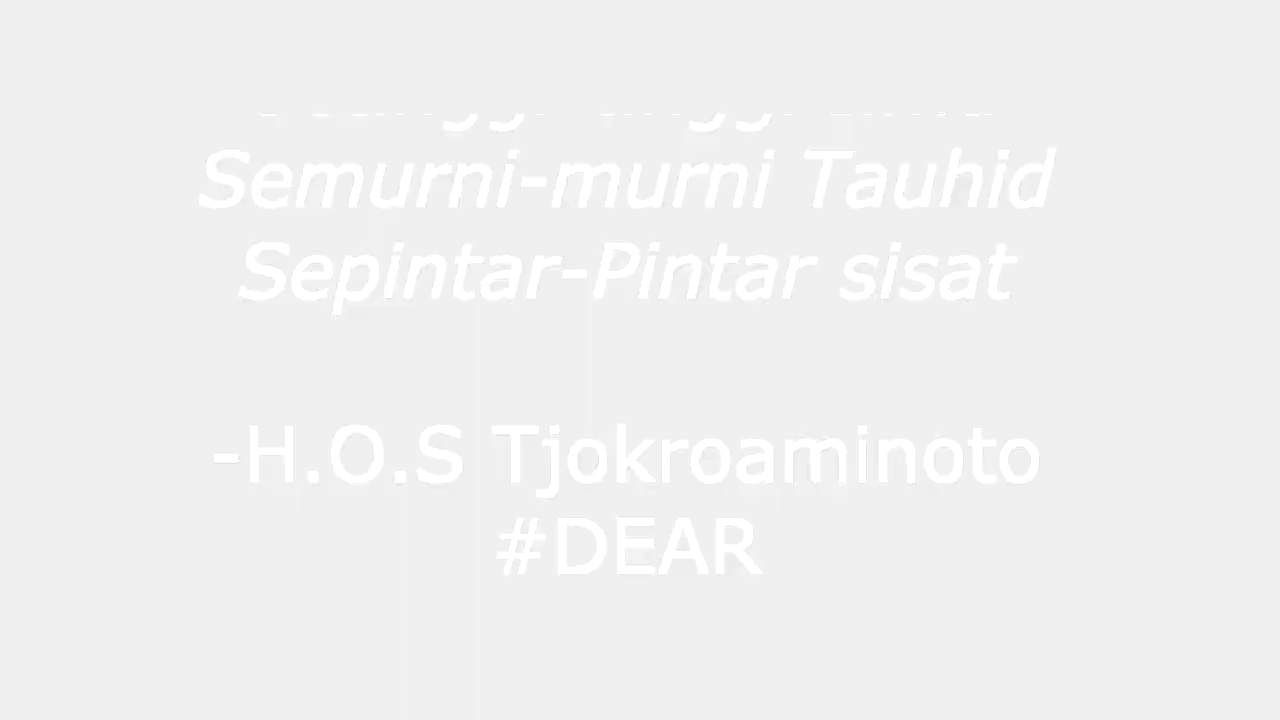 Semurni-murni Tauhid
Sepintar-Pintar sisat
-H.O.S Tjokroaminoto
#DEAR